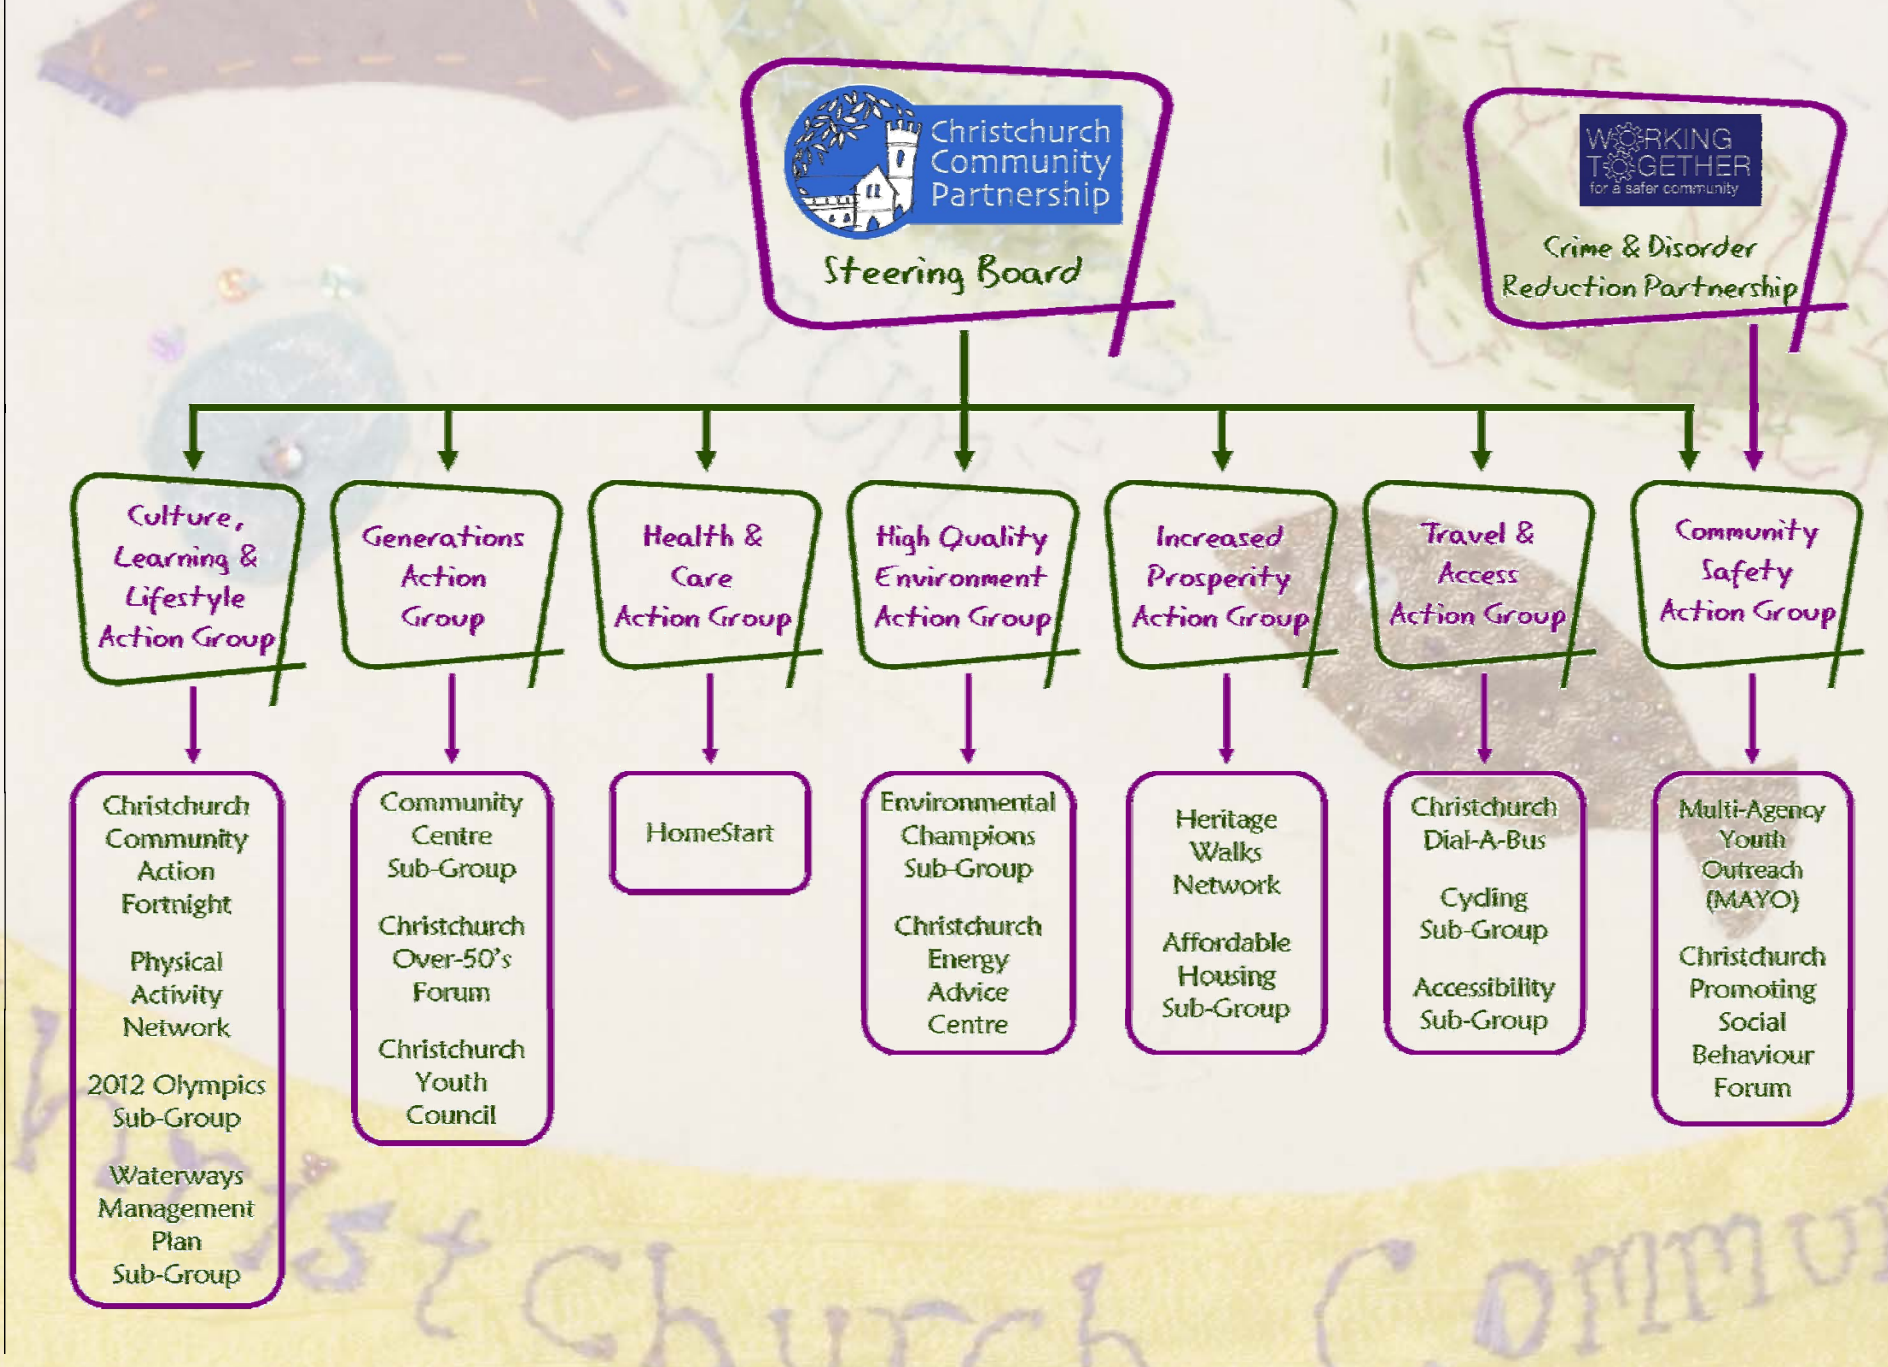 Christchurch
Community
Partnership
Steering Board
WORKING
TOGETHER
for a safer community
Crime & Disorder
Reduction Partnership
Culture,
Learning &
Lifestyle
Action Group
Generations
Action
Group
Health &
Care
Action Group
High Quality
Environment
Action Group
Increased
Prosperity
Action Group
Travel &
Access
Action Group
Community
Safety
Action Group
Christchurch
Community
Action
Fortnight
Physical
Activity
Network
2012 Olympics
Sub-Group
Waterways
Management
Plan
Sub-Group
Community
Centre
Sub-Group
Christchurch
Over-50's
Forum
Christchurch
Youth
Council
HomeStart
Environmental
Champions
Sub-Group
Christchurch
Energy
Advice
Centre
Heritage
Walks
Network
Affordable
Housing
Sub-Group
Christchurch
Dial-A-Bus
Cycling
Sub-Group
Accessibility
Sub-Group
Multi-Agency
Youth
Outreach
(MAYO)
Christchurch
Promoting
Social
Behaviour
Forum